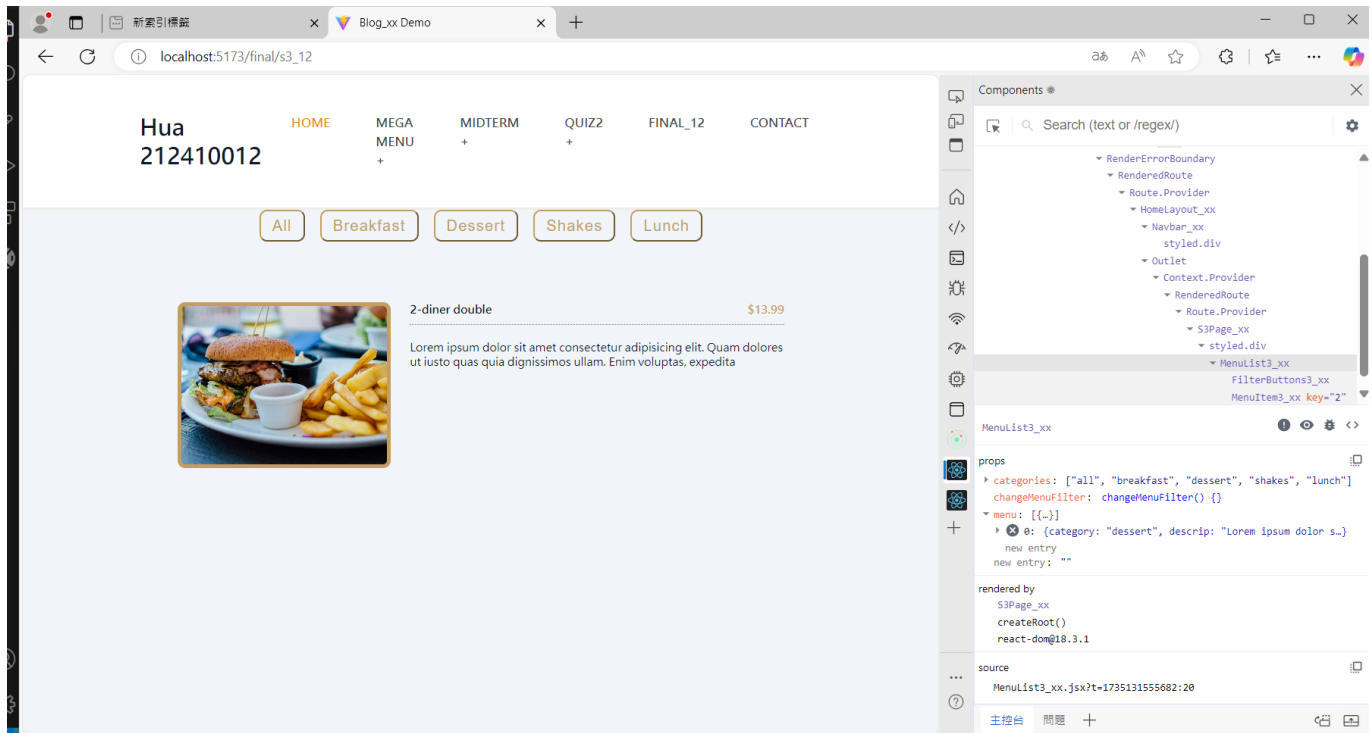 新索引標籤
Blog_xx Demo
localhost:5173/final/s3_12
Hua
212410012
HOME
MEGA
MENU
+
MIDTERM
+
QUIZ2
+
FINAL_12
CONTACT
All
Breakfast
Dessert
Shakes
Lunch
2-diner double
$13.99
Lorem ipsum dolor sit amet consectetur adipisicing elit. Quam dolores
ut iusto quas quia dignissimos ullam. Enim voluptas, expedita
Components
Search (text or /regex/)
RenderErrorBoundary
RenderedRoute
Route.Provider
HomeLayout_xx
Navbar_xx
styled.div
Outlet
Context.Provider
RenderedRoute
Route.Provider
S3Page_xx
styled.div
MenuList3_xx
FilterButtons3_xx
MenuItem3_xx key="2"
MenuList3_xx
props
categories: ["all", "breakfast", "dessert", "shakes", "lunch"]
changeMenuFilter: changeMenuFilter() {}
menu: [{…}]
0: {category: "dessert", descrip: "Lorem ipsum dolor s…}
new entry
new entry: ""
rendered by
S3Page_xx
createRoot()
react-dom@18.3.1
source
MenuList3_xx.jsx?t=1735131555682:20
主控台
問題